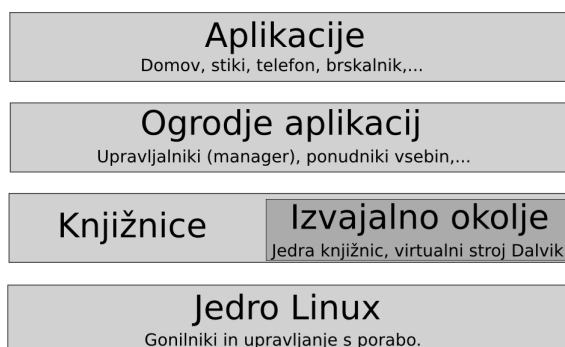 Aplikacije
Domov, stiki, telefon, brskalnik,...
Ogrodje aplikacij
Upravljalniki (manager), ponudniki vsebin,...
Knjižnice
Izvajalno okolje
Jedra knjižnic, virtualni stroj Dalvik
Jedro Linux
Gonilniki in upravljanje s porabo.